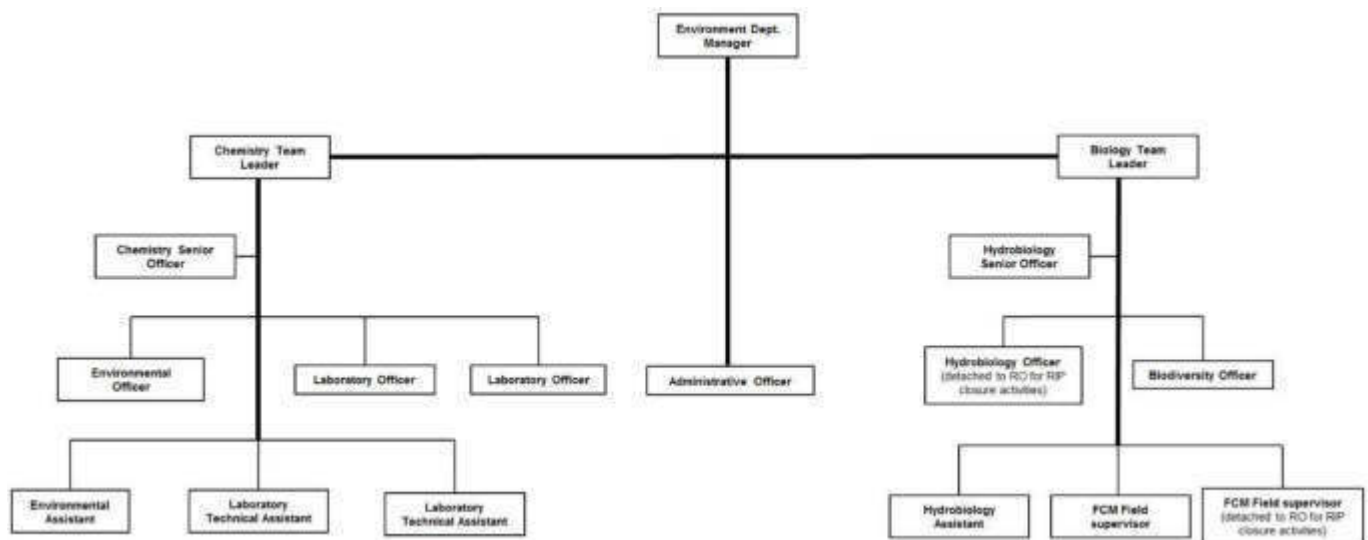 Environment Dept.
Manager
Chemistry Team
Leader
Biology Team
Leader
Chemistry Senior
Officer
Hydrobiology
Senior Officer
Environmental
Officer
Laboratory Officer
Laboratory Officer
Administrative Officer
Hydrobiology Officer
(detached to RO for RIP
closure activities)
Biodiversity Officer
Environmental
Assistant
Laboratory
Technical Assistant
Laboratory
Technical Assistant
Hydrobiology
Assistant
FCM Field
supervisor
FCM Field supervisor
(detached to RO for RIP
closure activities)